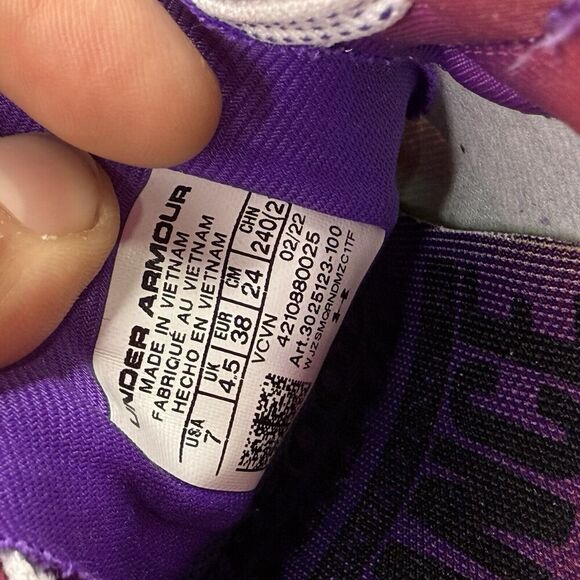 UNDER ARMOUR
MADE IN VIETNAM
FABRIQUÉ AU VIETNAM
HECHO EN VIETNAM
USA UK EUR CM CHN
7 4.5 38 24 240(2
VCVN 02/22
4210880025
Art.3025123-100
WJZSMORNDMZC1TF